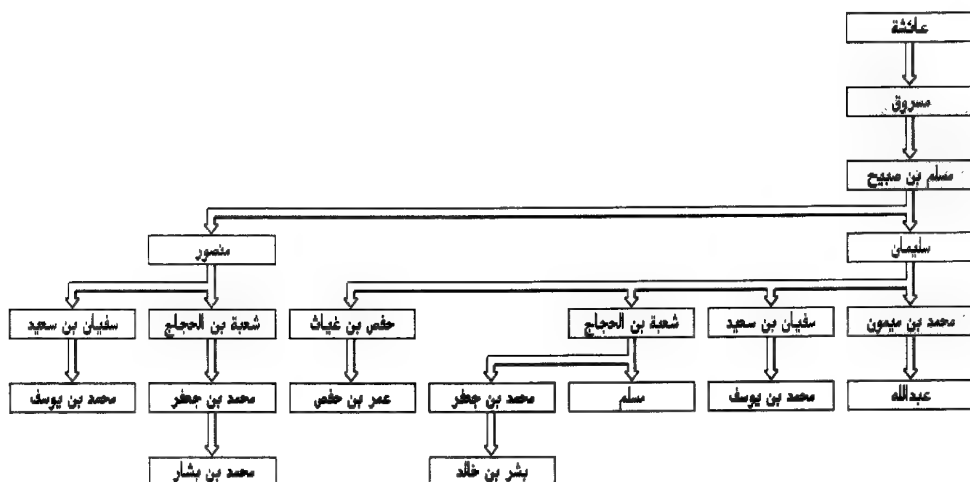 عائشة
مسروق
مسلم بن صبيح
سليمان
منصور
محمد بن ميمون
سفيان بن سعيد
شعبة بن الحجاج
حفص بن غياث
شعبة بن الحجاج
سفيان بن سعيد
عبدالله
محمد بن يوسف
مسلم
محمد بن جعفر
عمر بن حفص
محمد بن جعفر
محمد بن يوسف
بشر بن خالد
محمد بن بشار